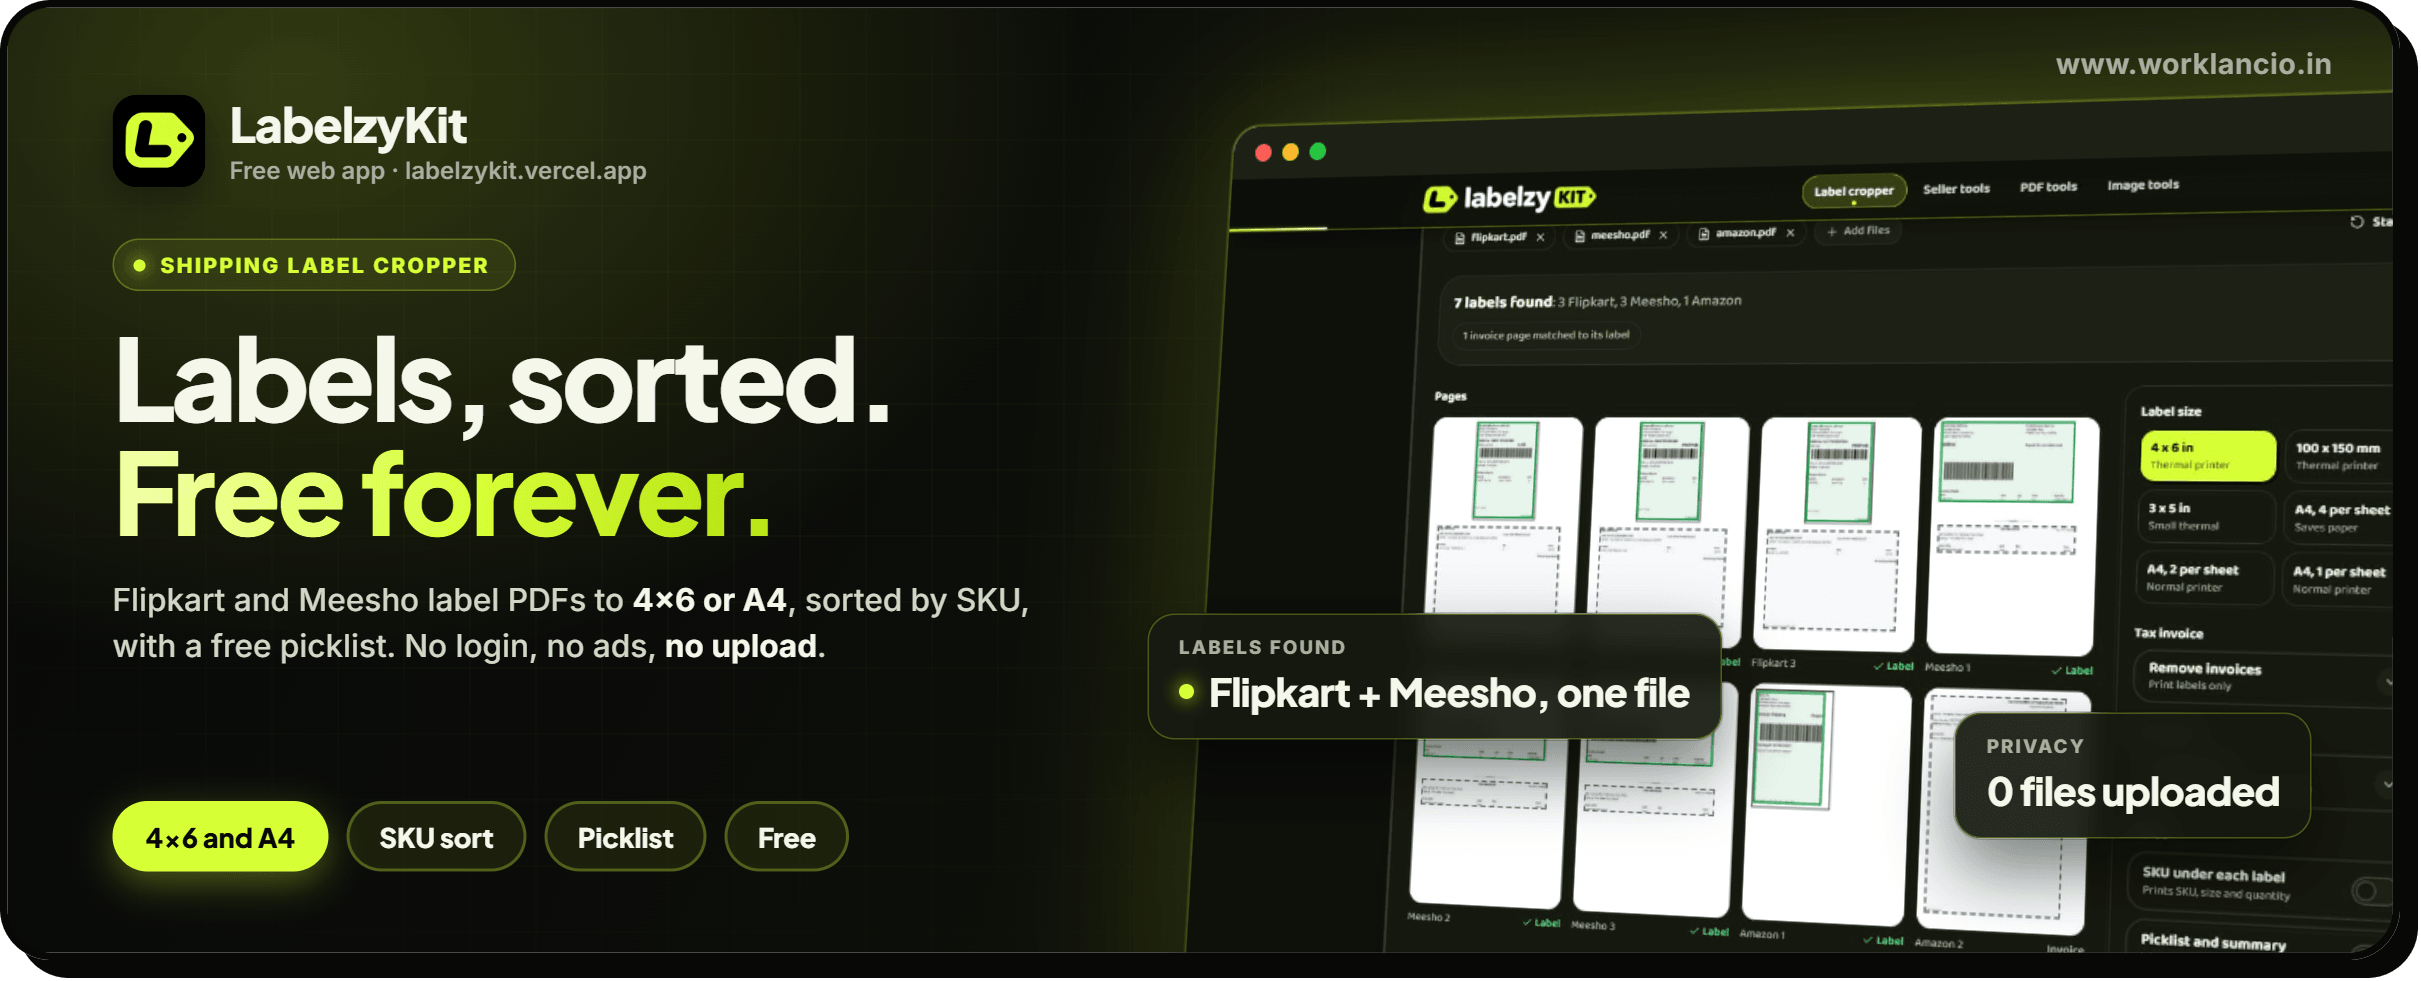 www.worklancio.in
LabelzyKit
Free web app · labelzykit.vercel.app
SHIPPING LABEL CROPPER
Labels, sorted.
Free forever.
Flipkart and Meesho label PDFs to 4×6 or A4, sorted by SKU,
with a free picklist. No login, no ads, no upload.
4×6 and A4
SKU sort
Picklist
Free
labelzy KIT
Label cropper
Seller tools
PDF tools
Image tools
flipkart.pdf ×
meesho.pdf ×
amazon.pdf ×
+ Add files
Sta
7 labels found: 3 Flipkart, 3 Meesho, 1 Amazon
1 invoice page matched to its label
Pages
Label
Flipkart 3
Label
Meesho 1
Label
LABELS FOUND
Flipkart + Meesho, one file
Meesho 2
Label
Meesho 3
Label
Amazon 1
Label
Amazon 2
Invoice
Label size
4 x 6 in
Thermal printer
100 x 150 mm
Thermal printer
3 x 5 in
Small thermal
A4, 4 per sheet
Saves paper
A4, 2 per sheet
Normal printer
A4, 1 per sheet
Normal printer
Tax invoice
Remove invoices
Print labels only
PRIVACY
0 files uploaded
SKU under each label
Prints SKU, size and quantity
Picklist and summary